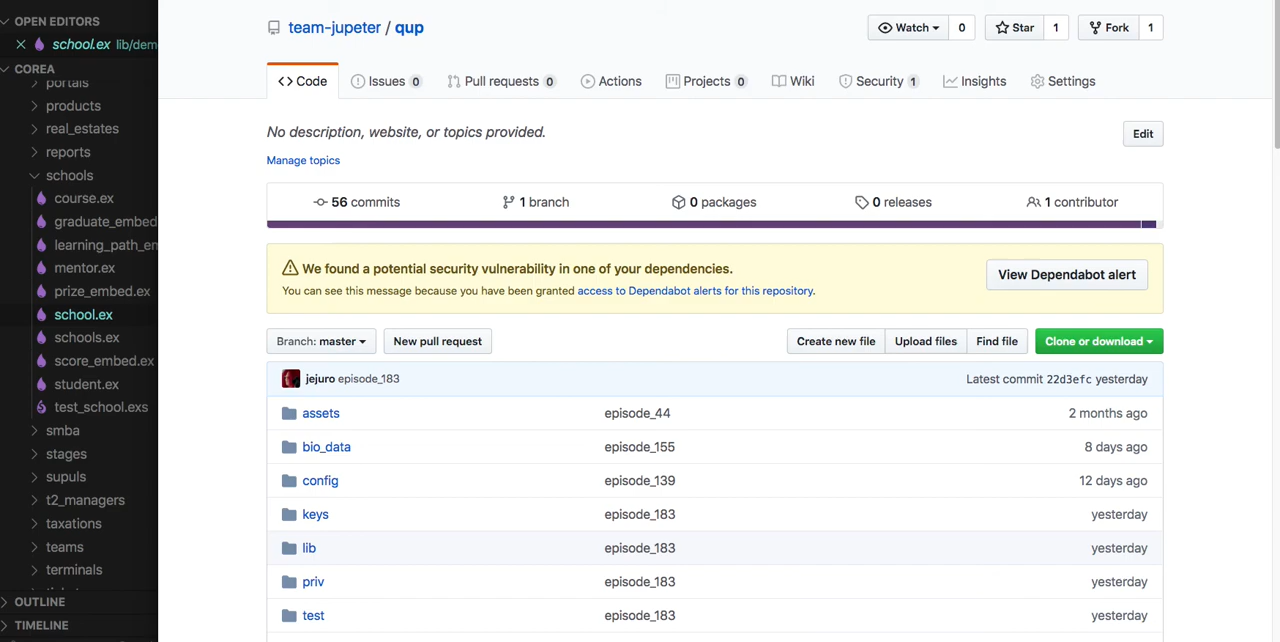 OPEN EDITORS
school.ex lib/dem
COREA
portals
products
real_estates
reports
schools
course.ex
graduate_embed
learning_path_em
mentor.ex
prize_embed.ex
school.ex
schools.ex
score_embed.ex
student.ex
test_school.exs
smba
stages
supuls
t2_managers
taxations
teams
terminals
OUTLINE
TIMELINE
team-jupeter / qup
Watch 0
Star 1
Fork 1
Code
Issues 0
Pull requests 0
Actions
Projects 0
Wiki
Security 1
Insights
Settings
No description, website, or topics provided.
Edit
Manage topics
56 commits
1 branch
0 packages
0 releases
1 contributor
We found a potential security vulnerability in one of your dependencies.
You can see this message because you have been granted access to Dependabot alerts for this repository.
View Dependabot alert
Branch: master
New pull request
Create new file
Upload files
Find file
Clone or download
jejuro episode_183
Latest commit 22d3efc yesterday
assets episode_44 2 months ago
bio_data episode_155 8 days ago
config episode_139 12 days ago
keys episode_183 yesterday
lib episode_183 yesterday
priv episode_183 yesterday
test episode_183 yesterday